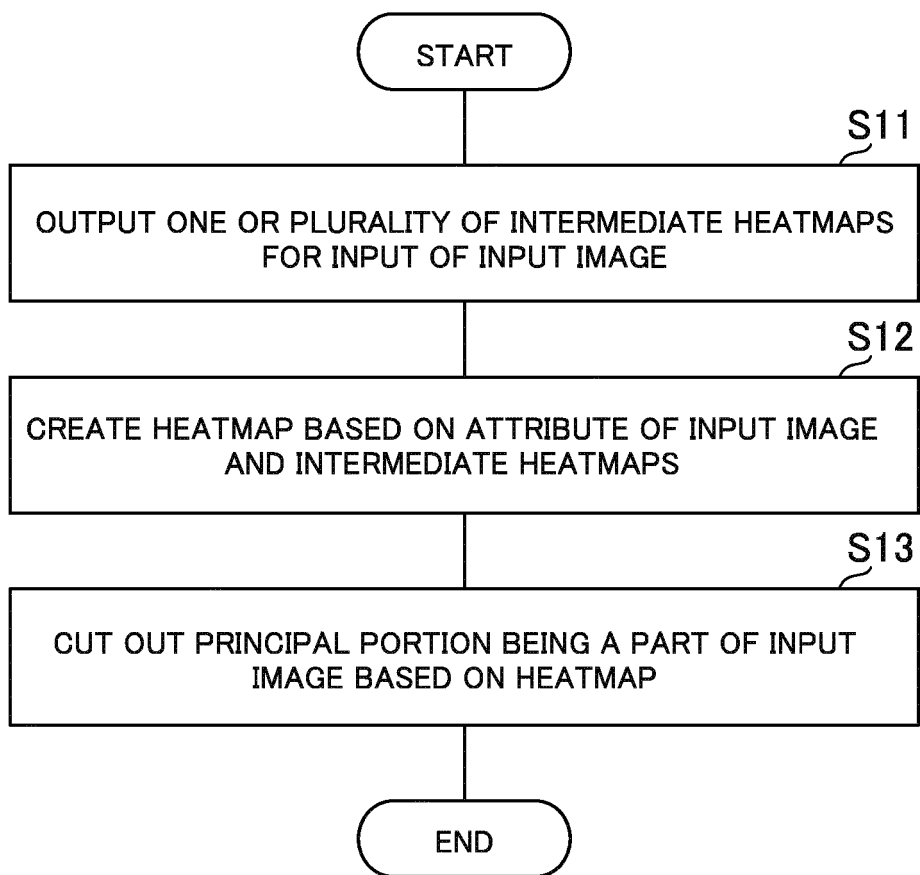 START
S11
OUTPUT ONE OR PLURALITY OF INTERMEDIATE HEATMAPS
FOR INPUT OF INPUT IMAGE
S12
CREATE HEATMAP BASED ON ATTRIBUTE OF INPUT IMAGE
AND INTERMEDIATE HEATMAPS
S13
CUT OUT PRINCIPAL PORTION BEING A PART OF INPUT
IMAGE BASED ON HEATMAP
END